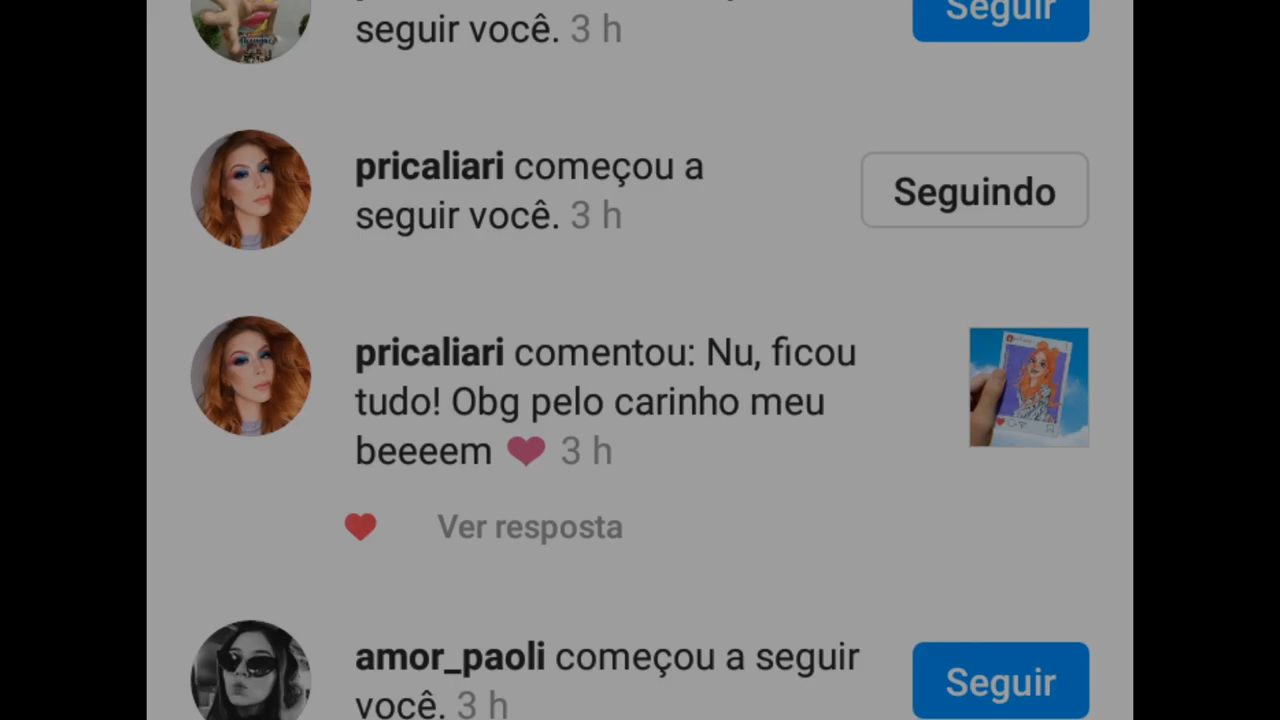 seguir você. 3 h
Seguir
pricaliari começou a
seguir você. 3 h
Seguindo
pricaliari comentou: Nu, ficou
tudo! Obg pelo carinho meu
beeeem ❤ 3 h
Ver resposta
amor_paoli começou a seguir
você. 3 h
Seguir